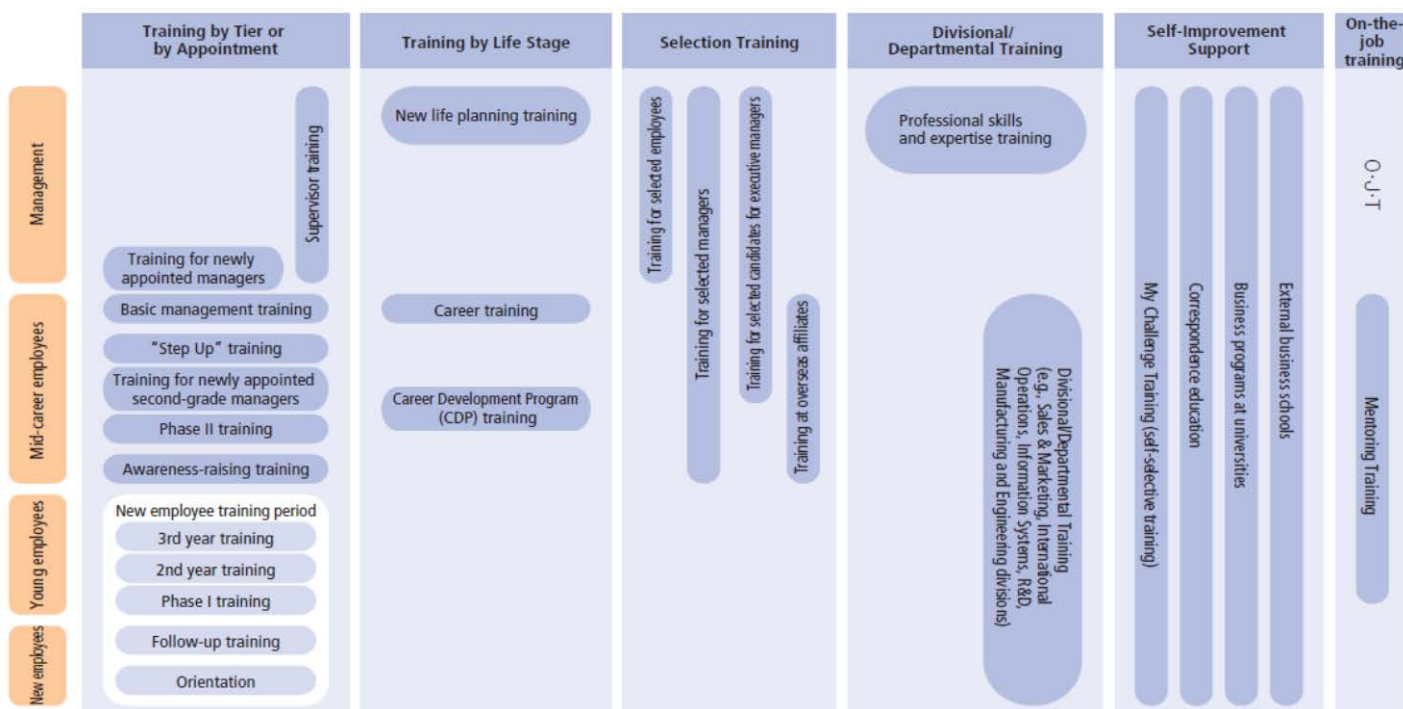 Training by Tier or
by Appointment
Training by Life Stage
Selection Training
Divisional/
Departmental Training
Self-Improvement
Support
On-the-
job
training
Management
Mid-career employees
Young employees
New employees
Supervisor training
Training for newly
appointed managers
Basic management training
“Step Up” training
Training for newly appointed
second-grade managers
Phase II training
Awareness-raising training
New employee training period
3rd year training
2nd year training
Phase I training
Follow-up training
Orientation
New life planning training
Career training
Career Development Program
(CDP) training
Training for selected employees
Training for selected managers
Training for selected candidates for executive managers
Training at overseas affiliates
Professional skills
and expertise training
Divisional/Departmental Training
(e.g., Sales & Marketing, International
Operations, Information Systems, R&D,
Manufacturing and Engineering divisions)
My Challenge Training (self-selective training)
Correspondence education
Business programs at universities
External business schools
O·J·T
Mentoring Training